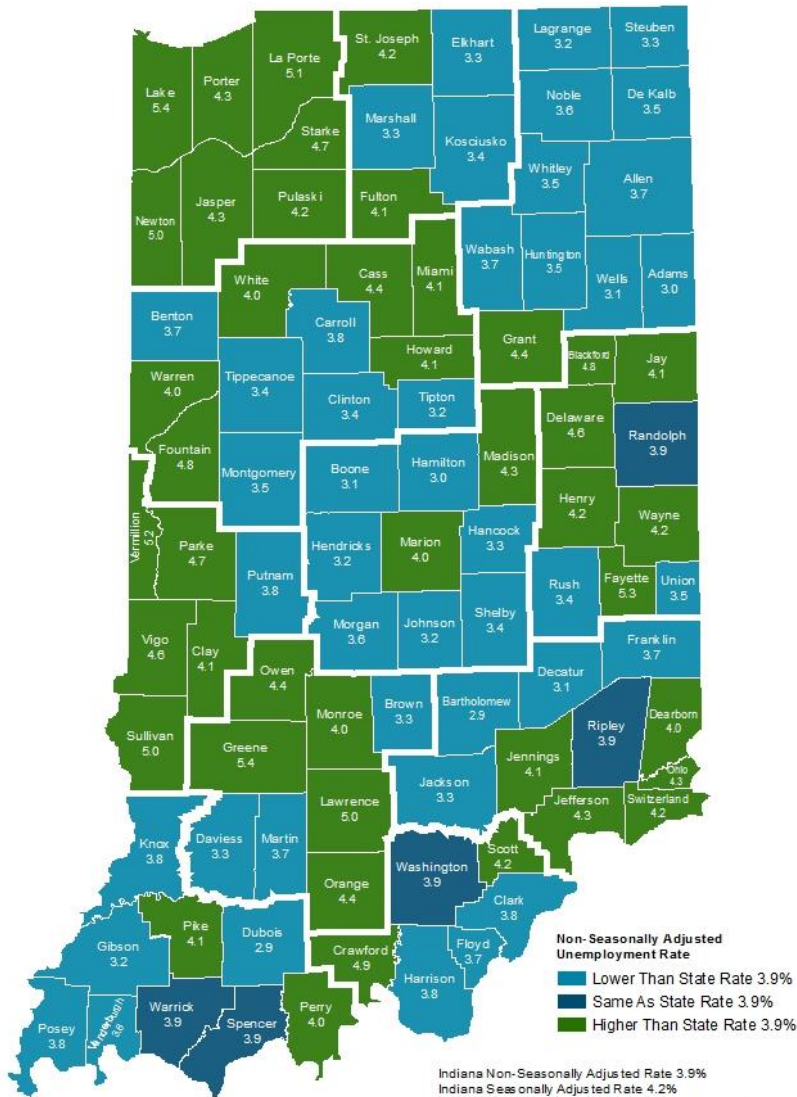 St. Joseph
4.2
Elkhart
3.3
Lagrange
3.2
Steuben
3.3
La Porte
5.1
Porter
4.3
Lake
5.4
Noble
3.6
De Kalb
3.5
Marshall
3.3
Starke
4.7
Kosciusko
3.4
Whitley
3.5
Allen
3.7
Newton
5.0
Jasper
4.3
Pulaski
4.2
Fulton
4.1
Wabash
3.7
Huntington
3.5
Wells
3.1
Adams
3.0
White
4.0
Cass
4.4
Miami
4.1
Benton
3.7
Carroll
3.8
Howard
4.1
Grant
4.4
Blackford
4.8
Jay
4.1
Warren
4.0
Tippecanoe
3.4
Clinton
3.4
Tipton
3.2
Delaware
4.6
Randolph
3.9
Fountain
4.8
Montgomery
3.5
Boone
3.1
Hamilton
3.0
Madison
4.3
Henry
4.2
Wayne
4.2
Vermillion
5.2
Parke
4.7
Putnam
3.8
Hendricks
3.2
Marion
4.0
Hancock
3.3
Rush
3.4
Fayette
5.3
Union
3.5
Vigo
4.6
Clay
4.1
Morgan
3.6
Johnson
3.2
Shelby
3.4
Franklin
3.7
Owen
4.4
Decatur
3.1
Sullivan
5.0
Monroe
4.0
Brown
3.3
Bartholomew
2.9
Ripley
3.9
Dearborn
4.0
Greene
5.4
Jennings
4.1
Ohio
4.3
Jackson
3.3
Jefferson
4.3
Switzerland
4.2
Lawrence
5.0
Knox
3.8
Daviess
3.3
Martin
3.7
Scott
4.2
Washington
3.9
Orange
4.4
Clark
3.8
Pike
4.1
Dubois
2.9
Gibson
3.2
Crawford
4.9
Floyd
3.7
Harrison
3.8
Posey
3.8
Vanderburgh
3.6
Warrick
3.9
Spencer
3.9
Perry
4.0
Non-Seasonally Adjusted
Unemployment Rate
Lower Than State Rate 3.9%
Same As State Rate 3.9%
Higher Than State Rate 3.9%
Indiana Non-Seasonally Adjusted Rate 3.9%
Indiana Seasonally Adjusted Rate 4.2%